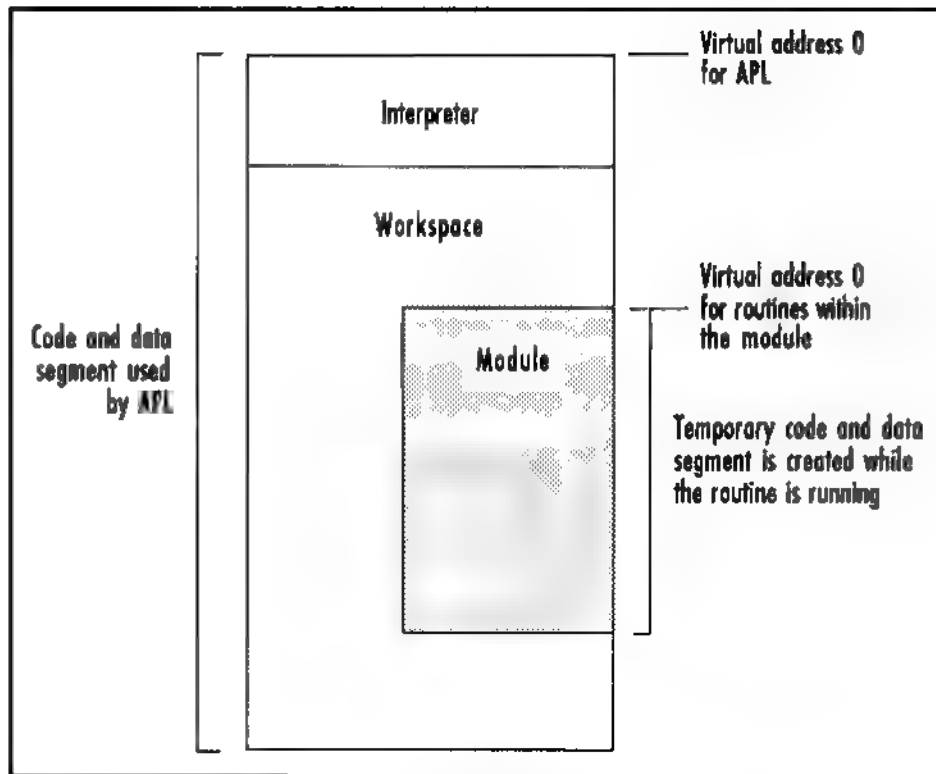 Virtual address 0
for APL
Interpreter
Workspace
Virtual address 0
for routines within
the module
Code and data
segment used
by APL
Module
Temporary code and data
segment is created while
the routine is running